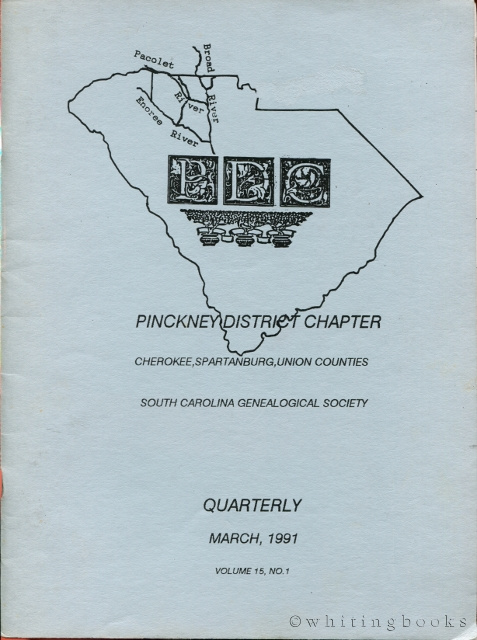 Pacolet River
Broad River
Enoree River
PDC
PINCKNEY DISTRICT CHAPTER
CHEROKEE,SPARTANBURG,UNION COUNTIES
SOUTH CAROLINA GENEALOGICAL SOCIETY
QUARTERLY
MARCH, 1991
VOLUME 15, NO.1
©whitingbooks